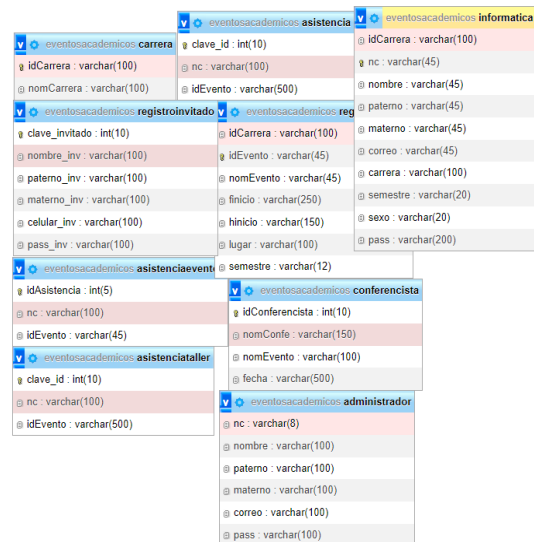 eventosacademicos carrera
idCarrera : varchar(100)
nomCarrera : varchar(100)
eventosacademicos asistencia
clave_id : int(10)
nc : varchar(100)
idEvento : varchar(500)
eventosacademicos informatica
idCarrera : varchar(100)
nc : varchar(45)
nombre : varchar(45)
paterno : varchar(45)
materno : varchar(45)
correo : varchar(45)
carrera : varchar(100)
semestre : varchar(20)
sexo : varchar(20)
pass : varchar(200)
eventosacademicos registroinvitado
clave_invitado : int(10)
nombre_inv : varchar(100)
paterno_inv : varchar(100)
materno_inv : varchar(100)
celular_inv : varchar(100)
pass_inv : varchar(100)
eventosacademicos reg
idCarrera : varchar(100)
idEvento : varchar(45)
nomEvento : varchar(45)
finicio : varchar(250)
hinicio : varchar(150)
lugar : varchar(100)
semestre : varchar(12)
eventosacademicos asistenciaevent
idAsistencia : int(5)
nc : varchar(100)
idEvento : varchar(45)
eventosacademicos conferencista
idConferencista : int(10)
nomConfe : varchar(150)
nomEvento : varchar(100)
fecha : varchar(500)
eventosacademicos asistenciataller
clave_id : int(10)
nc : varchar(100)
idEvento : varchar(500)
eventosacademicos administrador
nc : varchar(8)
nombre : varchar(100)
paterno : varchar(100)
materno : varchar(100)
correo : varchar(100)
pass : varchar(100)